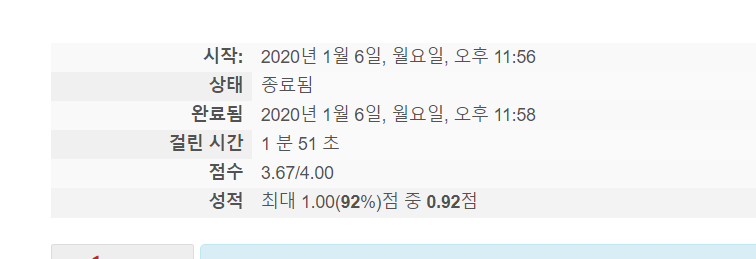 시작: 2020년 1월 6일, 월요일, 오후 11:56
상태 종료됨
완료됨 2020년 1월 6일, 월요일, 오후 11:58
걸린 시간 1 분 51 초
점수 3.67/4.00
성적 최대 1.00(92%)점 중 0.92점